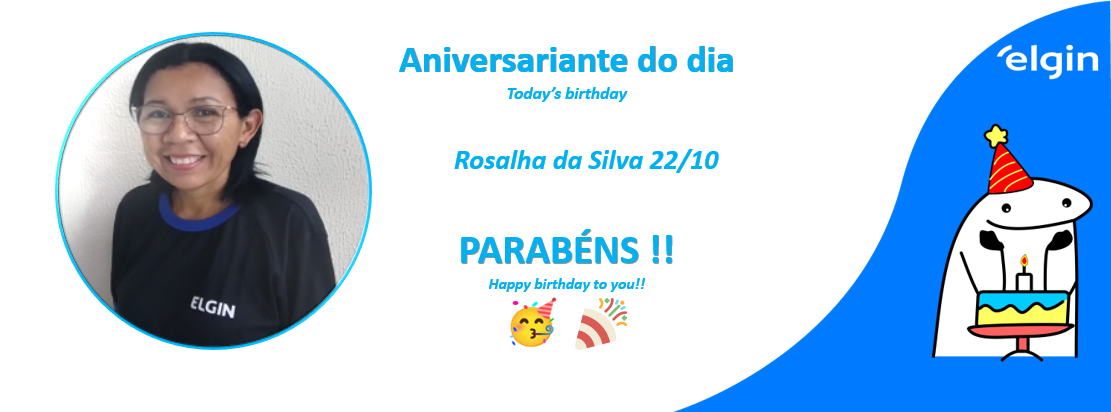 Aniversariante do dia
Today's birthday
Rosalha da Silva 22/10
PARABÉNS !!
Happy birthday to you!!
ELGIN
elgin